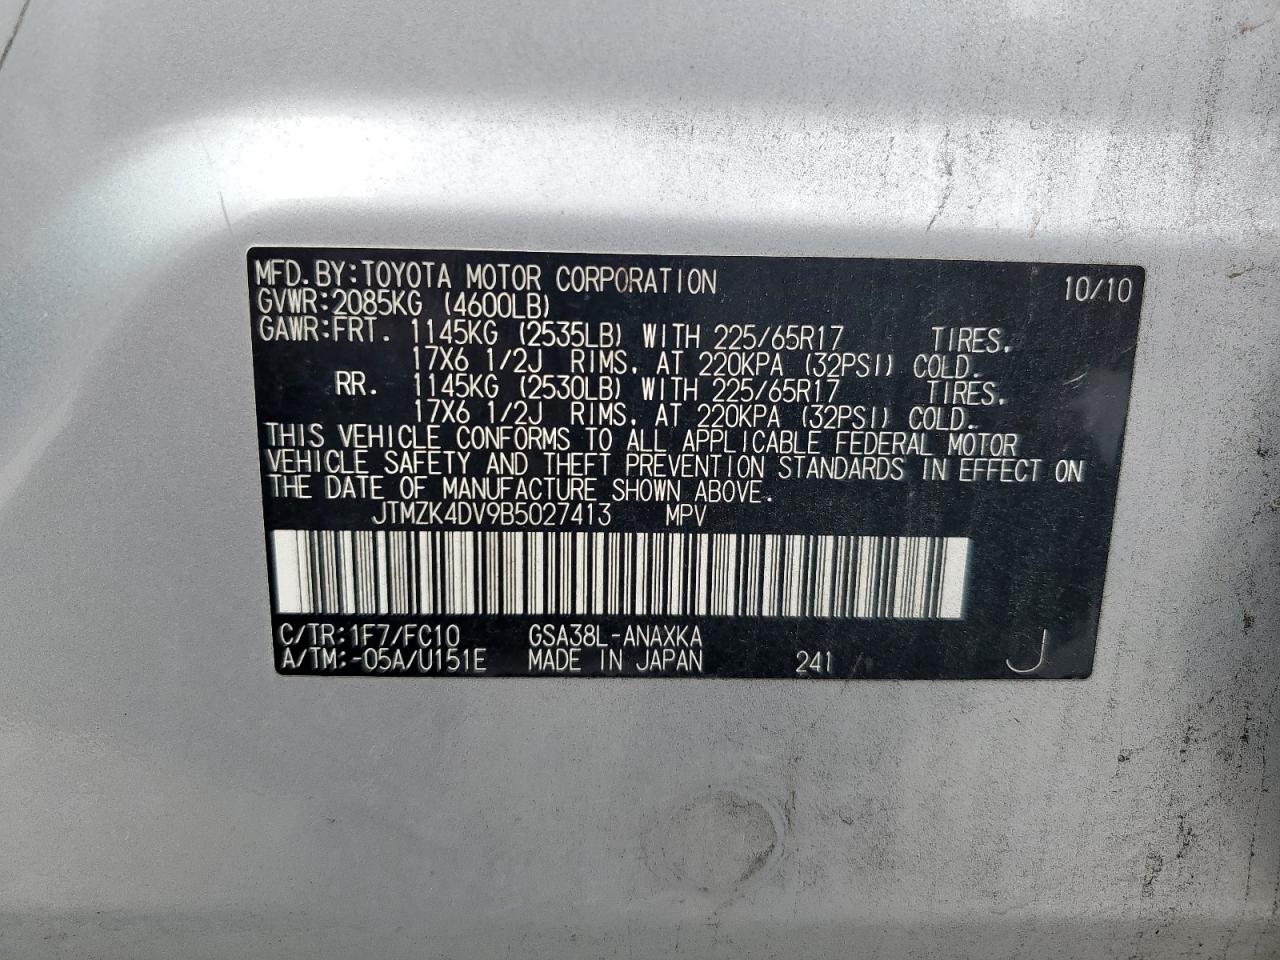 MFD. BY: TOYOTA MOTOR CORPORATION 10/10
GVWR: 2085KG (4600LB)
GAWR: FRT. 1145KG (2535LB) WITH 225/65R17 TIRES.
17X6 1/2J RIMS. AT 220KPA (32PSI) COLD.
RR. 1145KG (2530LB) WITH 225/65R17 TIRES.
17X6 1/2J RIMS. AT 220KPA (32PSI) COLD.
THIS VEHICLE CONFORMS TO ALL APPLICABLE FEDERAL MOTOR
VEHICLE SAFETY AND THEFT PREVENTION STANDARDS IN EFFECT ON
THE DATE OF MANUFACTURE SHOWN ABOVE.
JTMZK4DV9B5027413 MPV
C/TR: 1F7/FC10 GSA38L-ANAXKA
A/TM: -05A/U151E MADE IN JAPAN 241 J